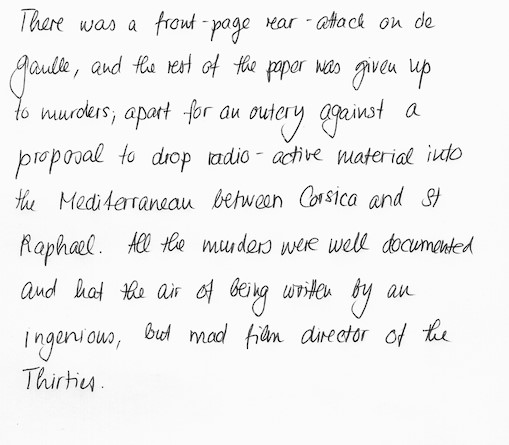 There was a front-page rear-attack on de
Gaulle, and the rest of the paper was given up
to murders; apart for an outcry against a
proposal to drop radio-active material into
the Mediterranean between Corsica and St
Raphael. All the murders were well documented
and hat the air of being written by an
ingenious, but mad film director of the
Thirties.